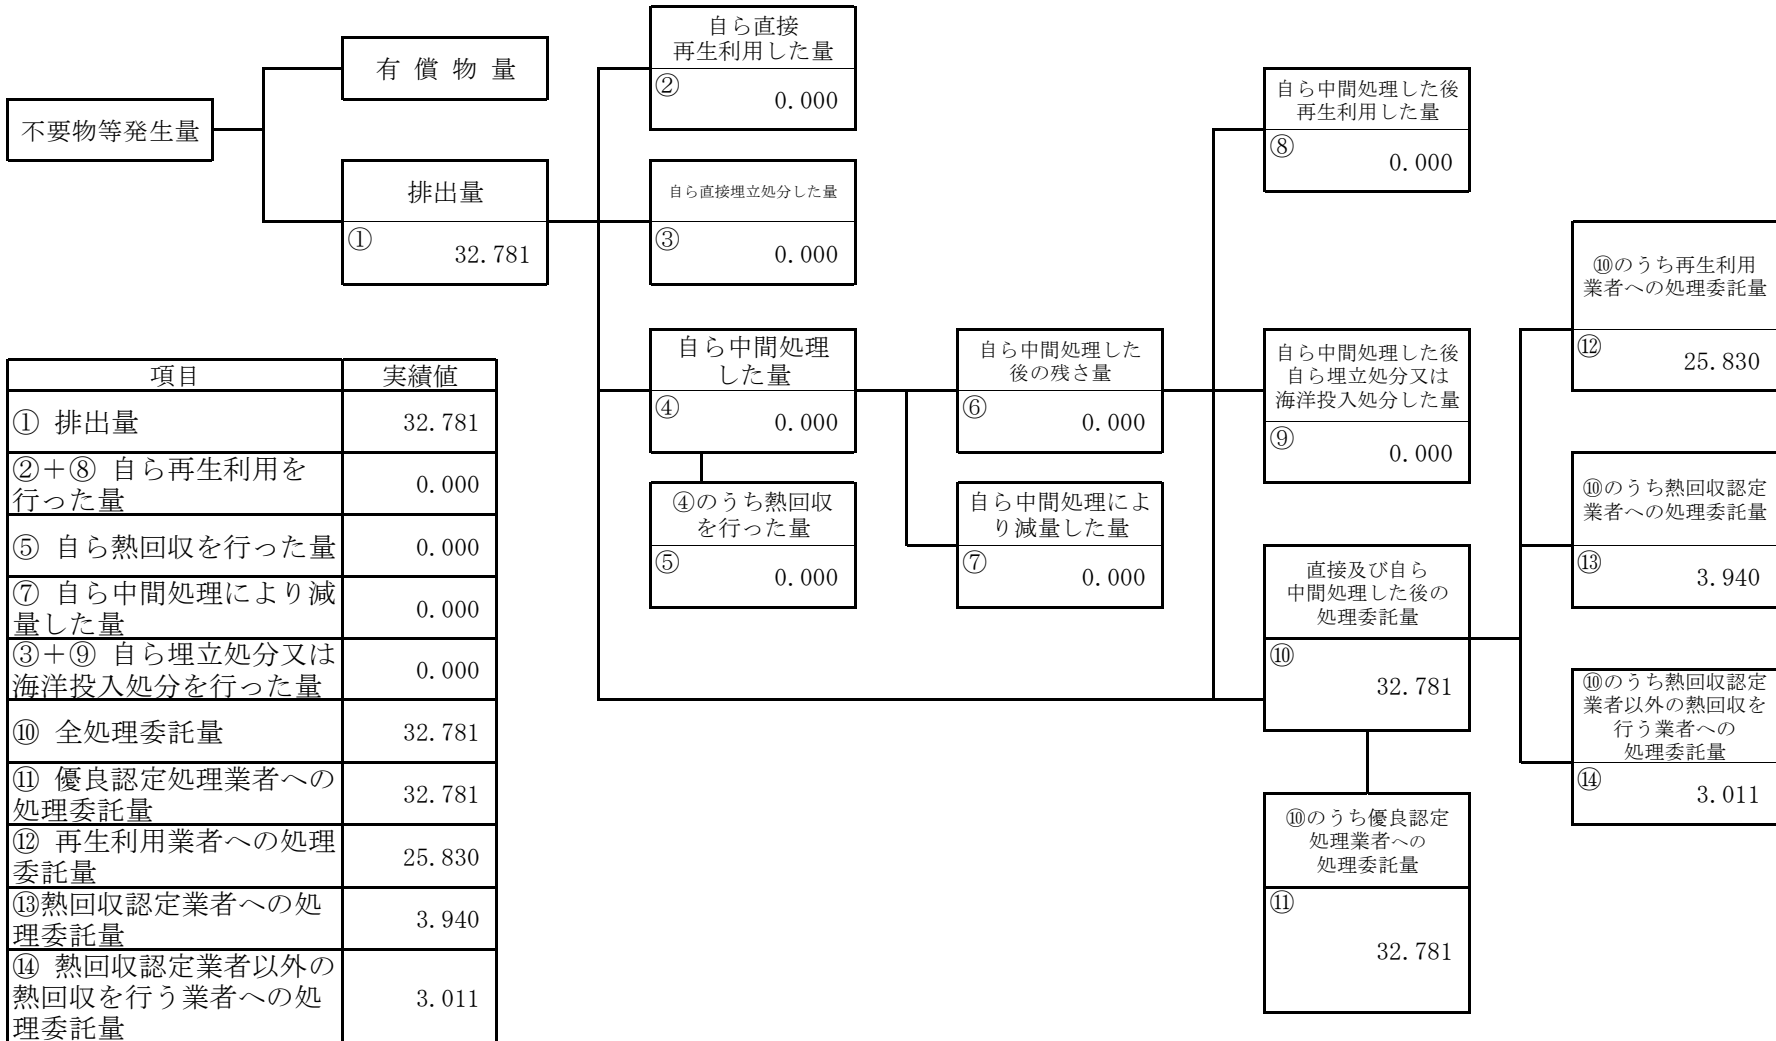 不要物等発生量
有 償 物 量
排出量
①
32.781
自ら直接
再生利用した量
②
0.000
自ら直接埋立処分した量
③
0.000
自ら中間処理
した量
④
0.000
④のうち熱回収
を行った量
⑤
0.000
自ら中間処理した
後の残さ量
⑥
0.000
自ら中間処理によ
り減量した量
⑦
0.000
自ら中間処理した後
再生利用した量
⑧
0.000
自ら中間処理した後
自ら埋立処分又は
海洋投入処分した量
⑨
0.000
直接及び自ら
中間処理した後の
処理委託量
⑩
32.781
⑩のうち優良認定
処理業者への
処理委託量
⑪
32.781
⑩のうち再生利用
業者への処理委託量
⑫
25.830
⑩のうち熱回収認定
業者への処理委託量
⑬
3.940
⑩のうち熱回収認定
業者以外の熱回収を
行う業者への
処理委託量
⑭
3.011
項目 実績値
① 排出量 32.781
②＋⑧ 自ら再生利用を
行った量 0.000
⑤ 自ら熱回収を行った量 0.000
⑦ 自ら中間処理により減
量した量 0.000
③＋⑨ 自ら埋立処分又は
海洋投入処分を行った量 0.000
⑩ 全処理委託量 32.781
⑪ 優良認定処理業者への
処理委託量 32.781
⑫ 再生利用業者への処理
委託量 25.830
⑬熱回収認定業者への処
理委託量 3.940
⑭ 熱回収認定業者以外の
熱回収を行う業者への処
理委託量 3.011